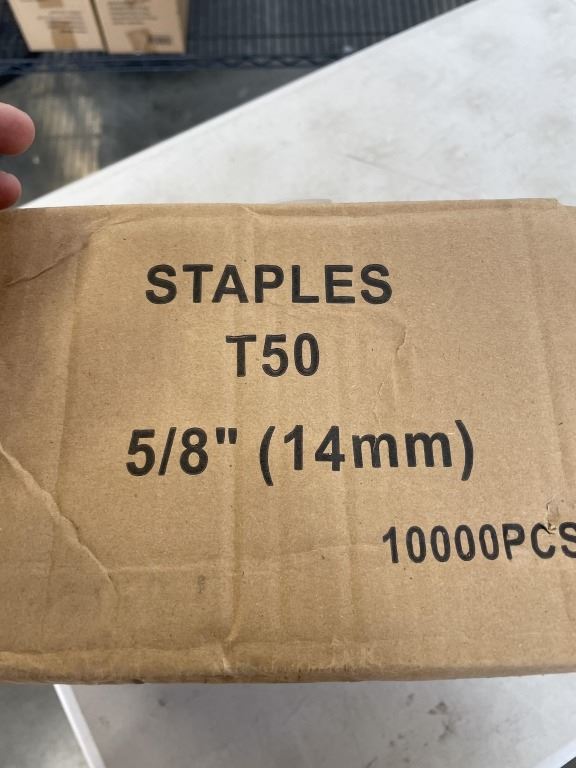 STAPLES
T50
5/8" (14mm)
10000PCS